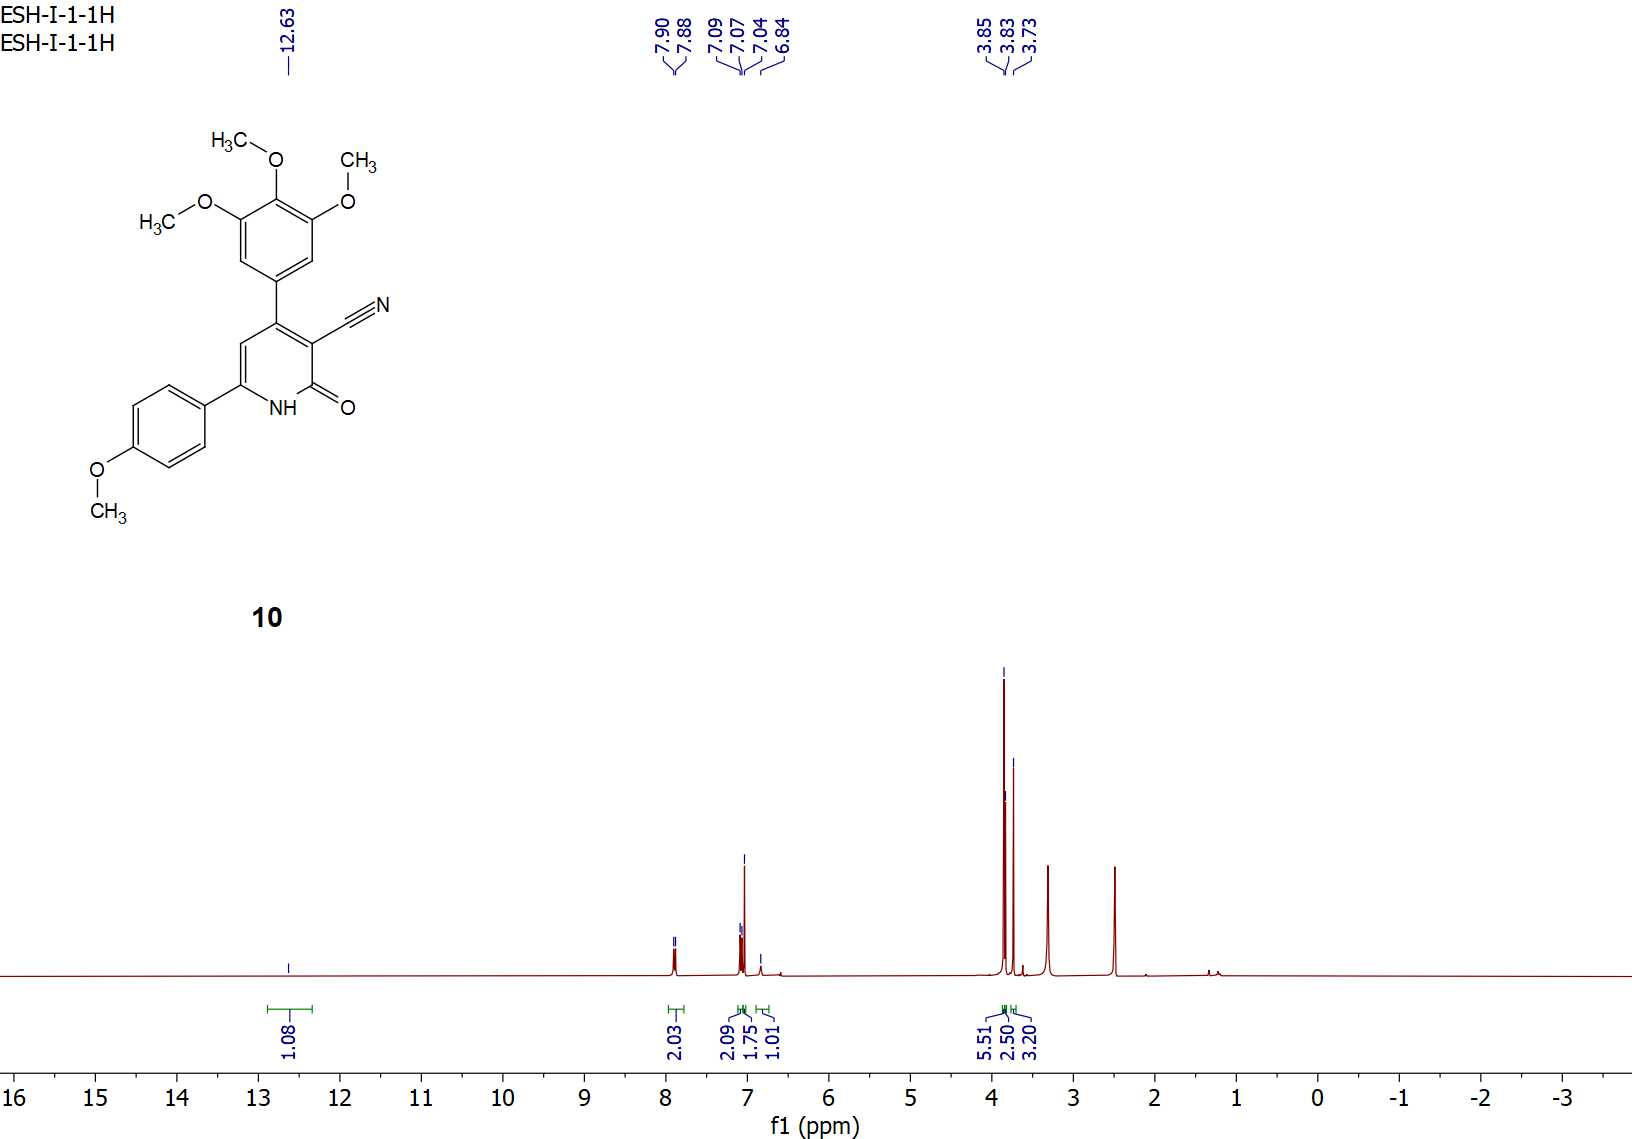 ESH-I-1-1H
ESH-I-1-1H
12.63
7.90
7.88
7.09
7.07
7.04
6.84
3.85
3.83
3.73
H3C
O
CH3
H3C
O
O
N
NH
O
O
CH3
10
1.08
2.03
2.09
1.75
1.01
5.51
2.50
3.20
16 15 14 13 12 11 10 9 8 7 6 5 4 3 2 1 0 -1 -2 -3
f1 (ppm)